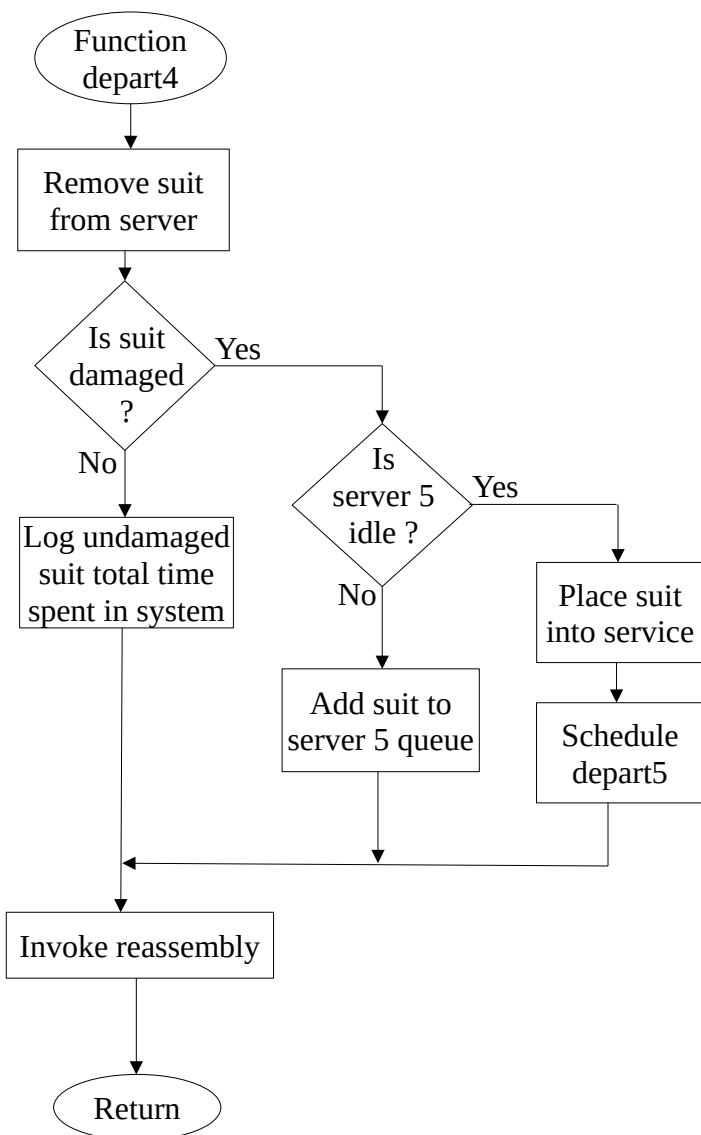 Function
depart4
Remove suit
from server
Is suit
damaged
?
Yes
No
Is
server 5
idle ?
Yes
No
Log undamaged
suit total time
spent in system
Place suit
into service
Add suit to
server 5 queue
Schedule
depart5
Invoke reassembly
Return